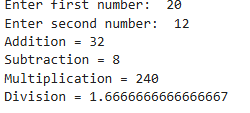 Enter first number:  20
Enter second number:  12
Addition = 32
Subtraction = 8
Multiplication = 240
Division = 1.6666666666666667